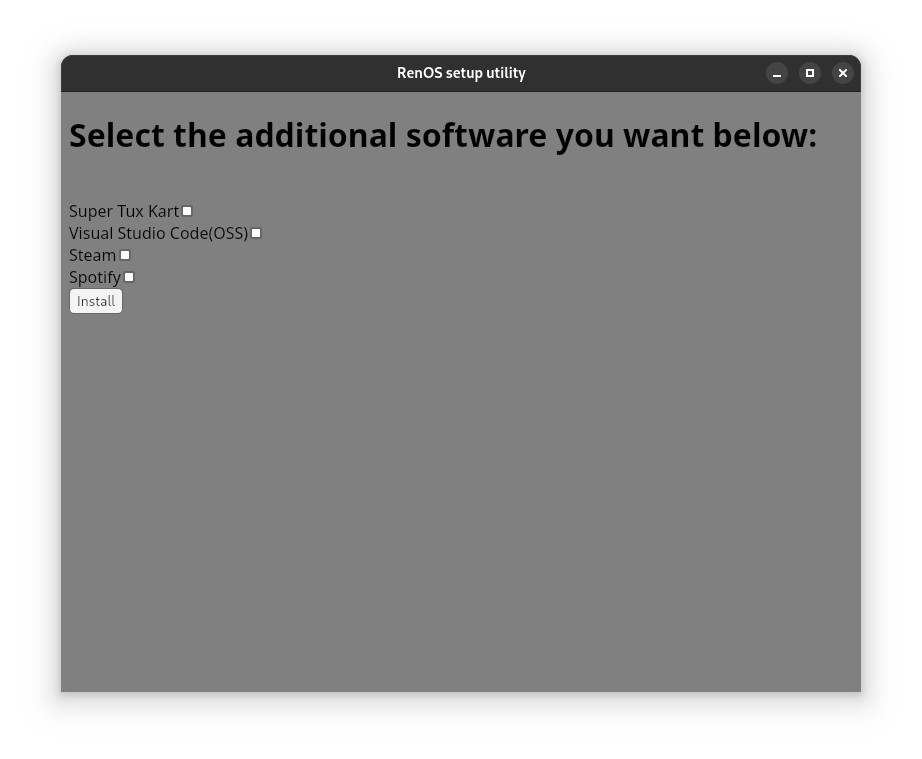 RenOS setup utility
Select the additional software you want below:
Super Tux Kart
Visual Studio Code(OSS)
Steam
Spotify
Install